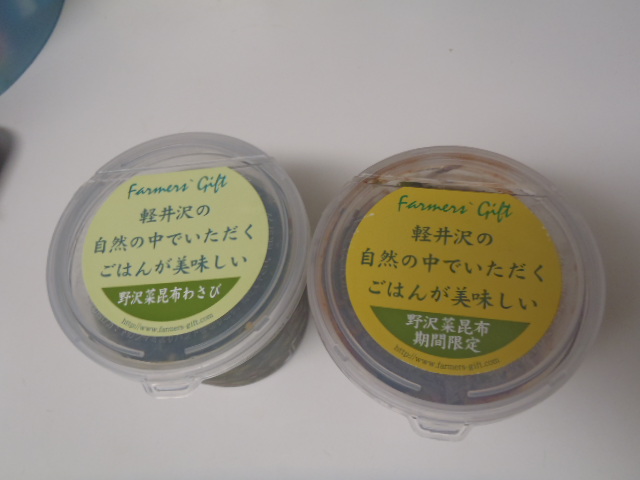 Farmers` Gift
軽井沢の
自然の中でいただく
ごはんが美味しい
野沢菜昆布わさび
http://www.farmers-gift.com
Farmers` Gift
軽井沢の
自然の中でいただく
ごはんが美味しい
野沢菜昆布
期間限定
http://www.farmers-gift.com